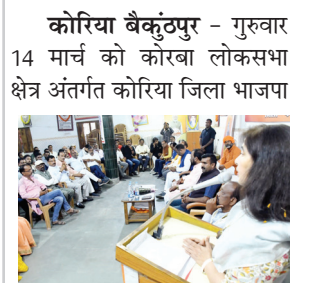 कोरिया बैकुंठपुर - गुरुवार
14 मार्च को कोरबा लोकसभा
क्षेत्र अंतर्गत कोरिया जिला भाजपा